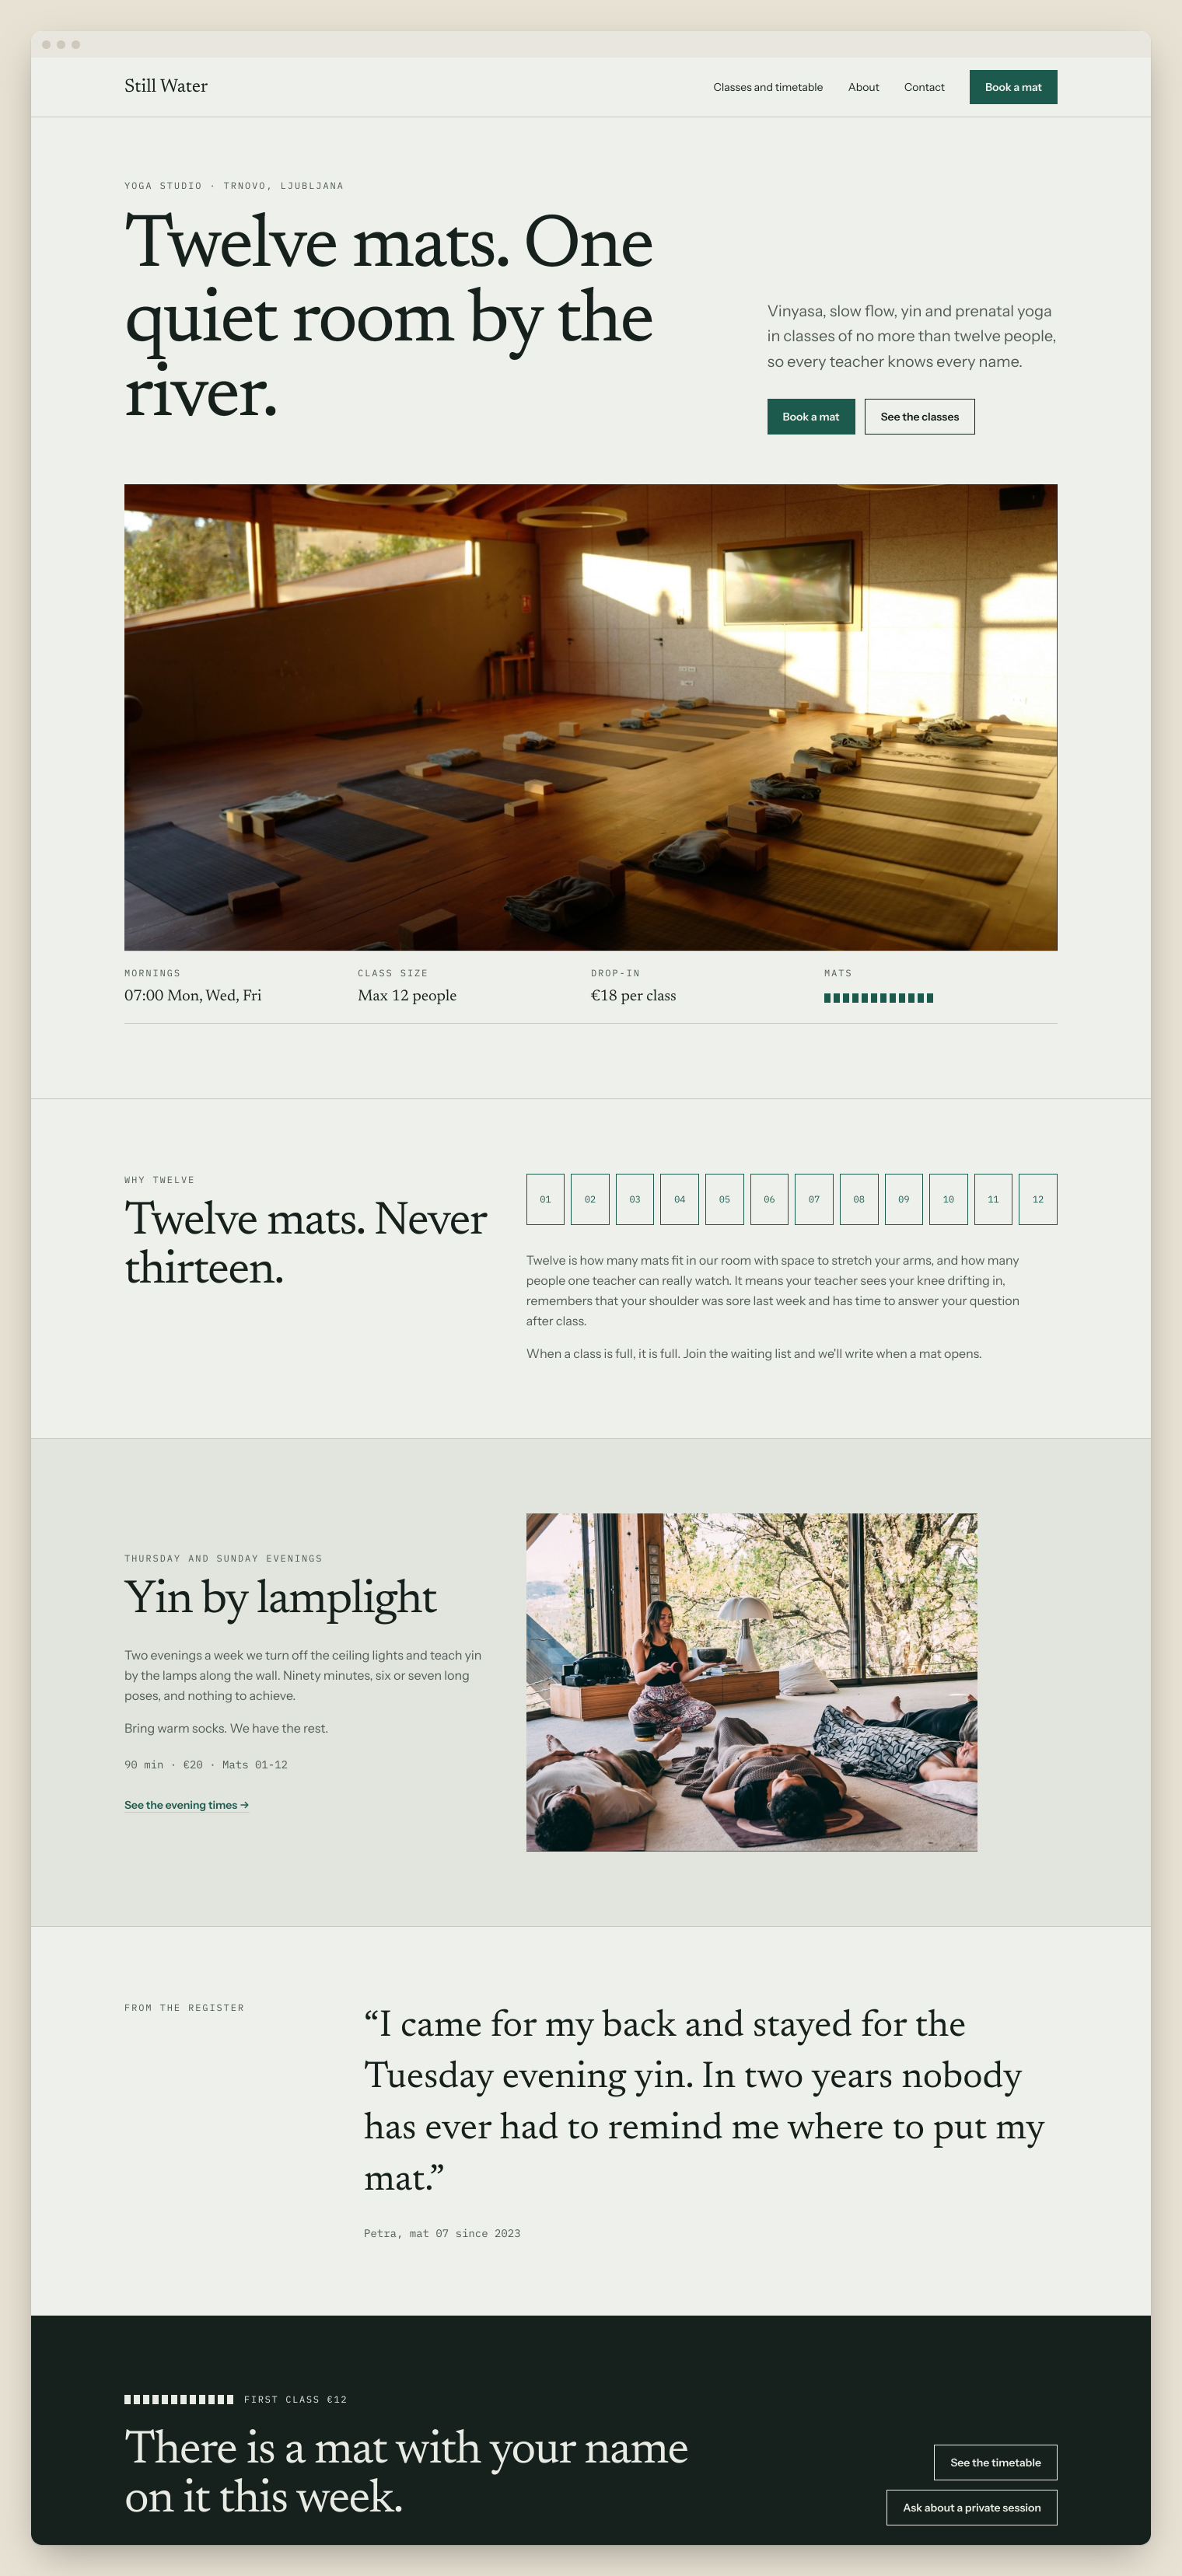 Still Water
Classes and timetable
About
Contact
Book a mat
YOGA STUDIO · TRNOVO, LJUBLJANA
Twelve mats. One
quiet room by the
river.
Vinyasa, slow flow, yin and prenatal yoga
in classes of no more than twelve people,
so every teacher knows every name.
Book a mat
See the classes
MORNINGS
07:00 Mon, Wed, Fri
CLASS SIZE
Max 12 people
DROP-IN
€18 per class
MATS
WHY TWELVE
Twelve mats. Never
thirteen.
01 02 03 04 05 06 07 08 09 10 11 12
Twelve is how many mats fit in our room with space to stretch your arms, and how many
people one teacher can really watch. It means your teacher sees your knee drifting in,
remembers that your shoulder was sore last week and has time to answer your question
after class.
When a class is full, it is full. Join the waiting list and we'll write when a mat opens.
THURSDAY AND SUNDAY EVENINGS
Yin by lamplight
Two evenings a week we turn off the ceiling lights and teach yin
by the lamps along the wall. Ninety minutes, six or seven long
poses, and nothing to achieve.
Bring warm socks. We have the rest.
90 min · €20 · Mats 01-12
See the evening times →
FROM THE REGISTER
“I came for my back and stayed for the
Tuesday evening yin. In two years nobody
has ever had to remind me where to put my
mat.”
Petra, mat 07 since 2023
FIRST CLASS €12
There is a mat with your name
on it this week.
See the timetable
Ask about a private session